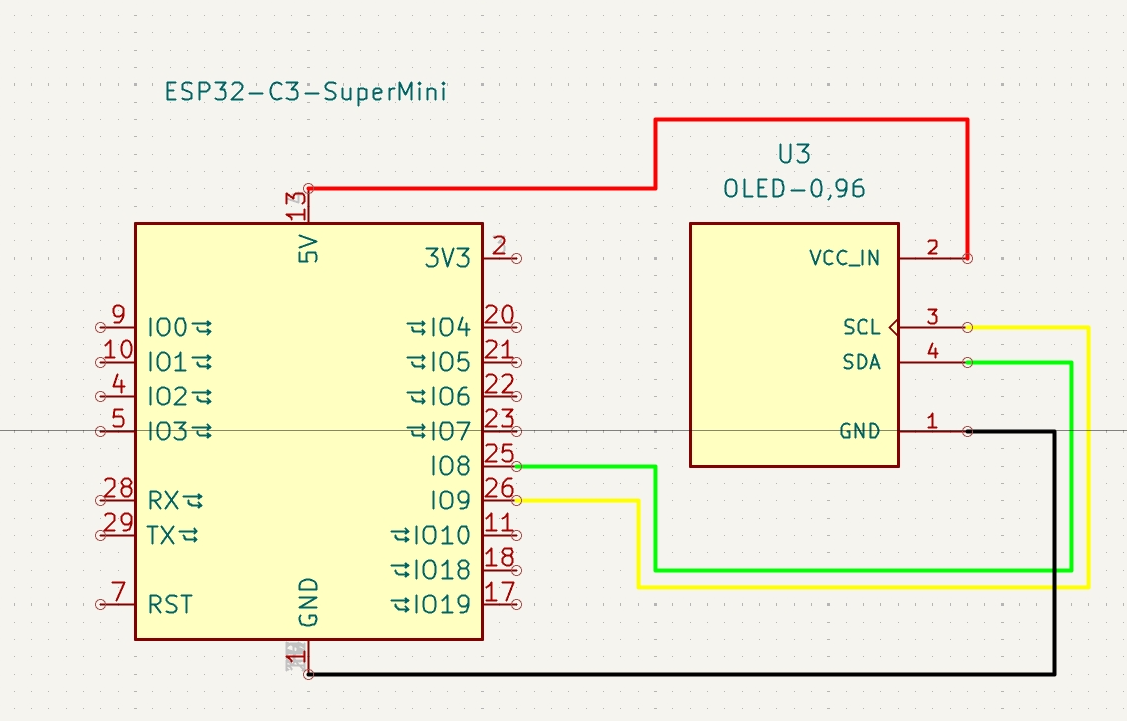 ESP32-C3-SuperMini
U3
OLED-0,96
13
5V
3V3 2
VCC_IN 2
9 IO0
IO4 20
SCL 3
10 IO1
IO5 21
SDA 4
4 IO2
IO6 22
5 IO3
IO7 23
GND 1
IO8 25
28 RX
IO9 26
29 TX
IO10 11
IO18 18
7 RST
IO19 17
GND
1